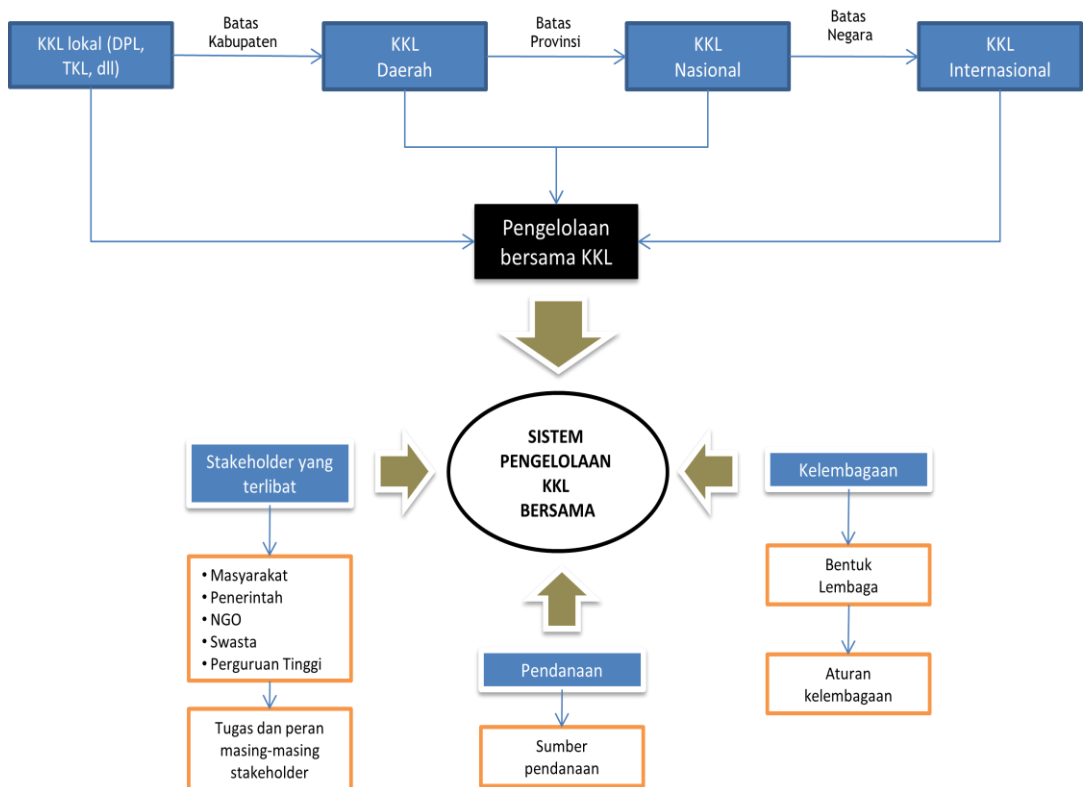 Batas
Kabupaten
Batas
Provinsi
Batas
Negara
KKL lokal (DPL,
TKL, dll)
KKL
Daerah
KKL
Nasional
KKL
Internasional
Pengelolaan
bersama KKL
SISTEM
PENGELOLAAN
KKL
BERSAMA
Stakeholder yang
terlibat
• Masyarakat
• Penerintah
• NGO
• Swasta
• Perguruan Tinggi
Tugas dan peran
masing-masing
stakeholder
Pendanaan
Sumber
pendanaan
Kelembagaan
Bentuk
Lembaga
Aturan
kelembagaan